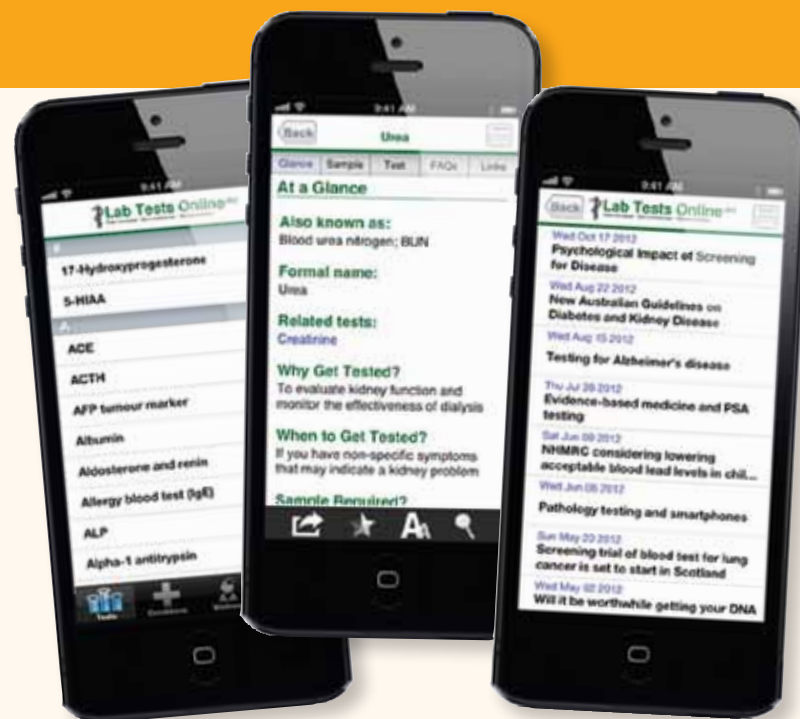 9:41 AM
Lab Tests Online
#
17-Hydroxyprogesterone
5-HIAA
A
ACE
ACTH
AFP tumour marker
Albumin
Aldosterone and renin
Allergy blood test (IgE)
ALP
Alpha-1 antitrypsin
Tests
9:41 AM
Back
Urea
Glance Sample Test FAQs Links
At a Glance
Also known as:
Blood urea nitrogen; BUN
Formal name:
Urea
Related tests:
Creatinine
Why Get Tested?
To evaluate kidney function and
monitor the effectiveness of dialysis
When to Get Tested?
If you have non-specific symptoms
that may indicate a kidney problem
Sample Required?
9:41 AM
Back Lab Tests Online
Wed Oct 17 2012
Psychological Impact of Screening
for Disease
Wed Aug 22 2012
New Australian Guidelines on
Diabetes and Kidney Disease
Wed Aug 15 2012
Testing for Alzheimer's disease
Evidence-based medicine and PSA
testing
Sat Jun 09 2012
NHMRC considering lowering
acceptable blood lead levels in chil...
Wed Jun 06 2012
Pathology testing and smartphones
Sun May 20 2012
Screening trial of blood test for lung
cancer is set to start in Scotland
Wed May 02 2012
Will it be worthwhile getting your DNA